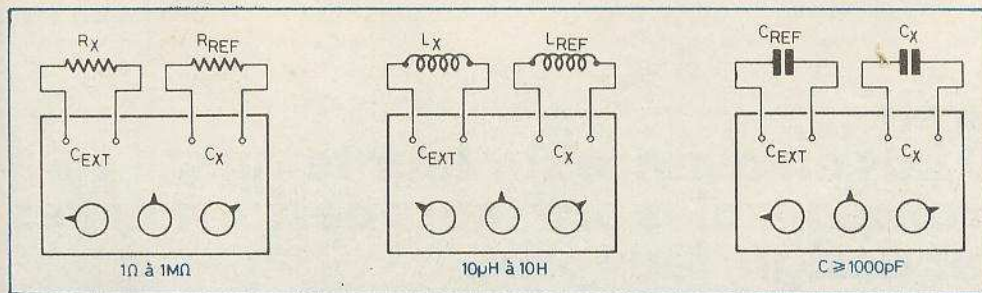 RX RREF
CEXT CX
1Ω à 1MΩ
LX LREF
CEXT CX
10µH à 10H
CREF CX
CEXT CX
C ≥ 1000pF